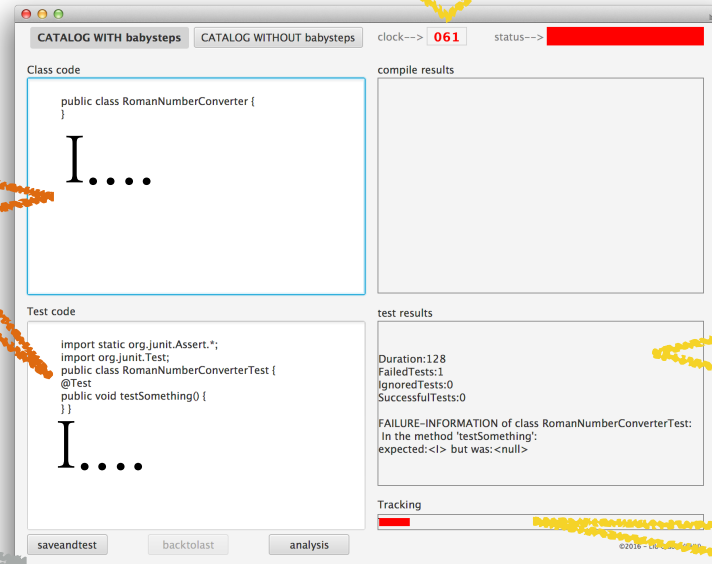 CATALOG WITH babysteps
CATALOG WITHOUT babysteps
clock--> 061
status-->
Class code
public class RomanNumberConverter {
}
I....
compile results
Test code
import static org.junit.Assert.*;
import org.junit.Test;
public class RomanNumberConverterTest {
@Test
public void testSomething() {
} }
I....
test results
Duration:128
FailedTests:1
IgnoredTests:0
SuccessfulTests:0
FAILURE-INFORMATION of class RomanNumberConverterTest:
In the method 'testSomething':
expected:<I> but was:<null>
Tracking
saveandtest
backtolast
analysis
©2016 -